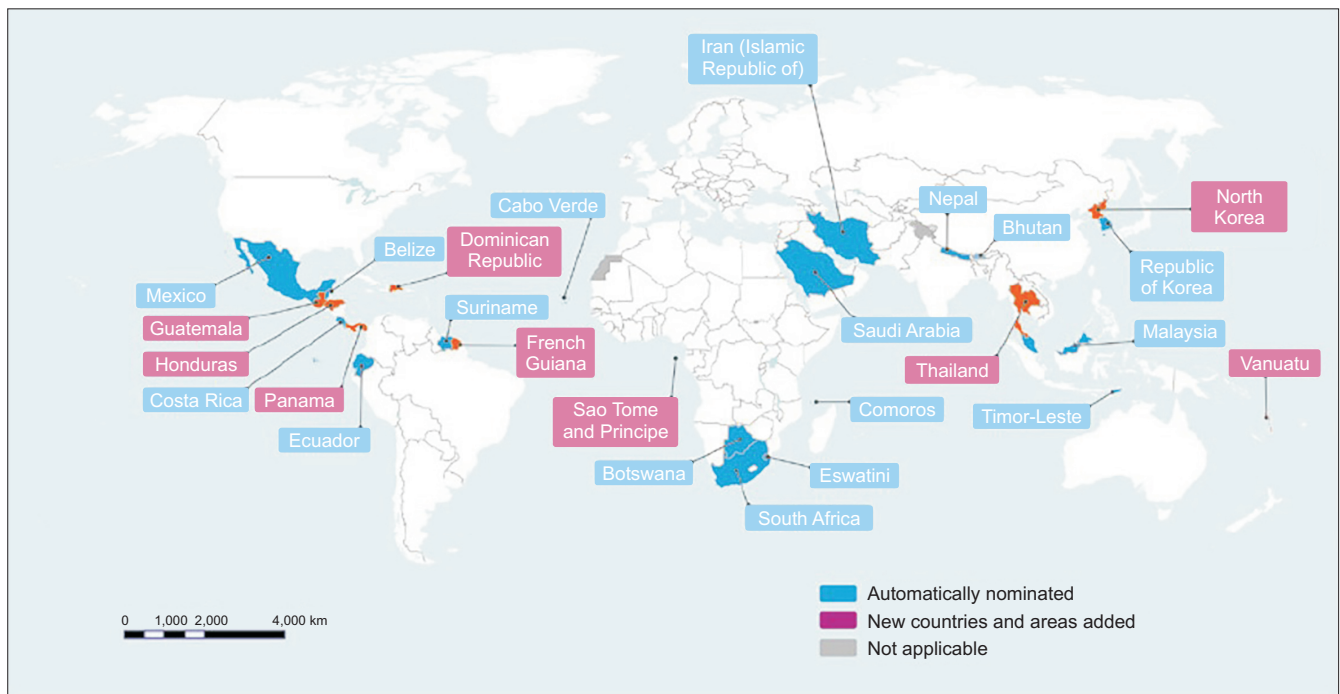 Iran (Islamic
Republic of)
Cabo Verde
Nepal
North
Korea
Belize
Dominican
Republic
Bhutan
Mexico
Suriname
Republic
of Korea
Guatemala
Saudi Arabia
Malaysia
Honduras
French
Guiana
Thailand
Vanuatu
Costa Rica
Panama
Sao Tome
and Principe
Comoros
Timor-Leste
Ecuador
Botswana
Eswatini
South Africa
Automatically nominated
New countries and areas added
Not applicable
0 1,000 2,000 4,000 km